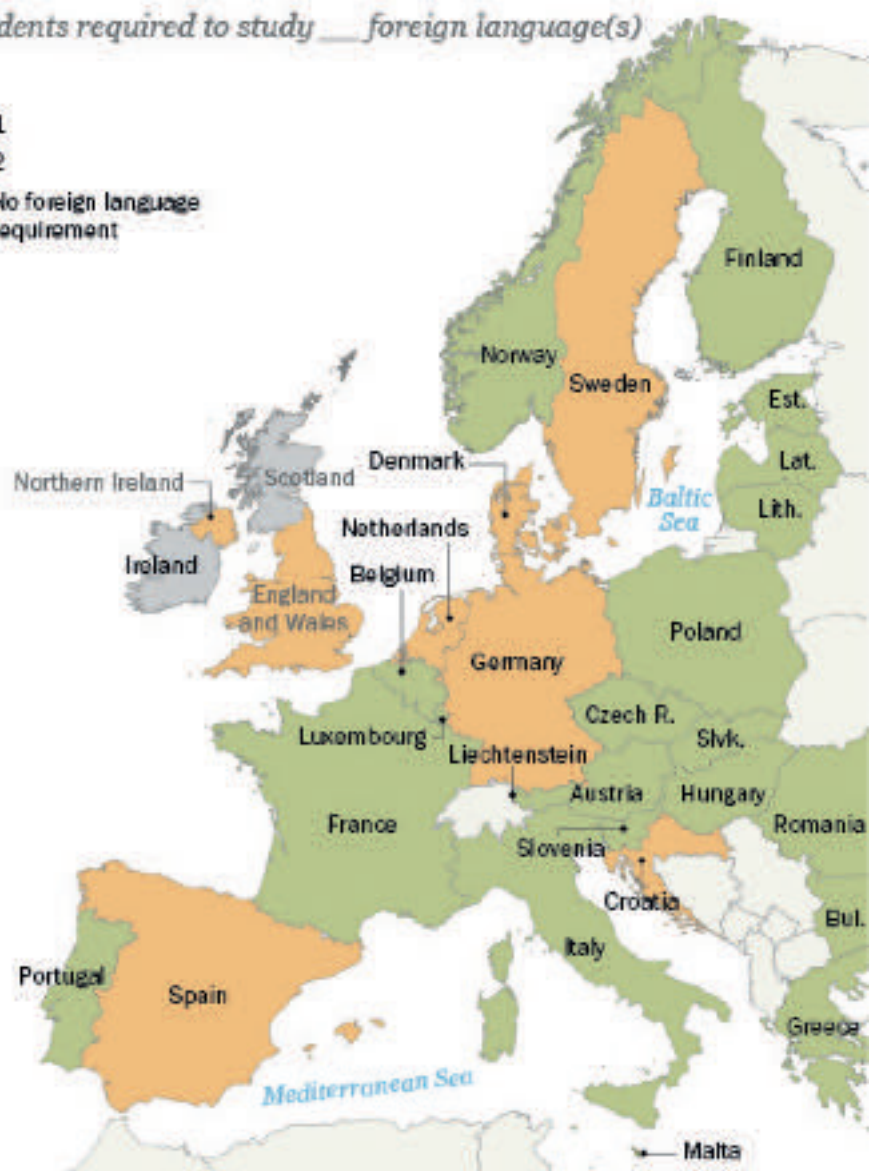 dents required to study __ foreign language(s)
1
2
No foreign language
equirement
Finland
Norway
Sweden
Est.
Denmark
Lat.
Northern Ireland
Scotland
Baltic
Sea
Lith.
Netherlands
Ireland
Belgium
England
and Wales
Poland
Germany
Czech R.
Luxembourg
Slvk.
Liechtenstein
Austria
Hungary
France
Romania
Slovenia
Croatia
Bul.
Italy
Portugal
Spain
Greece
Mediterranean Sea
Malta